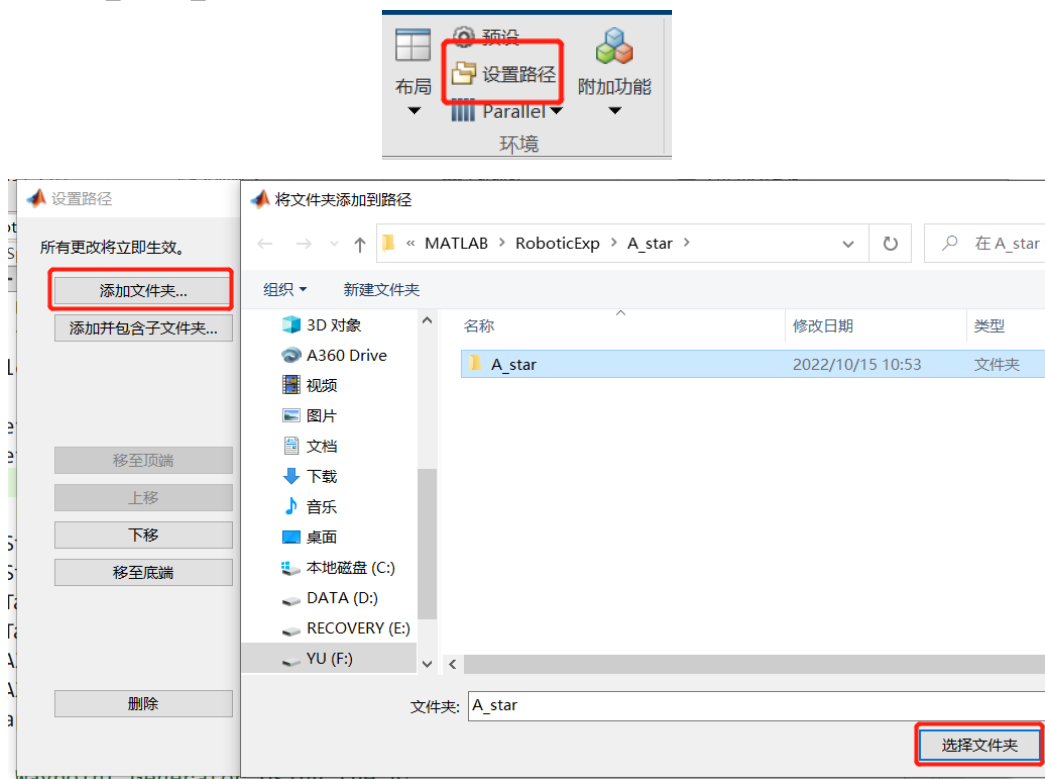 预设
设置路径
布局
附加功能
Parallel
环境
设置路径
所有更改将立即生效。
添加文件夹...
添加并包含子文件夹...
移至顶端
上移
下移
移至底端
删除
将文件夹添加到路径
« MATLAB > RoboticExp > A_star >
在 A_star
组织 新建文件夹
名称 修改日期 类型
3D 对象
A_star 2022/10/15 10:53 文件夹
A360 Drive
视频
图片
文档
下载
音乐
桌面
本地磁盘 (C:)
DATA (D:)
RECOVERY (E:)
YU (F:)
文件夹: A_star
选择文件夹